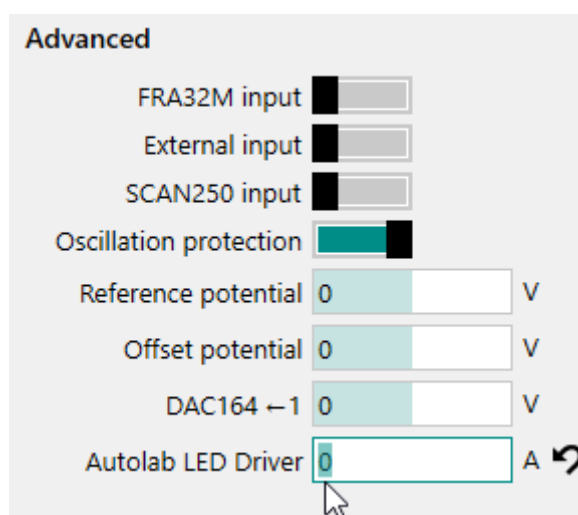 Advanced
FRA32M input
External input
SCAN250 input
Oscillation protection
Reference potential 0 V
Offset potential 0 V
DAC164 ←1 0 V
Autolab LED Driver 0 A